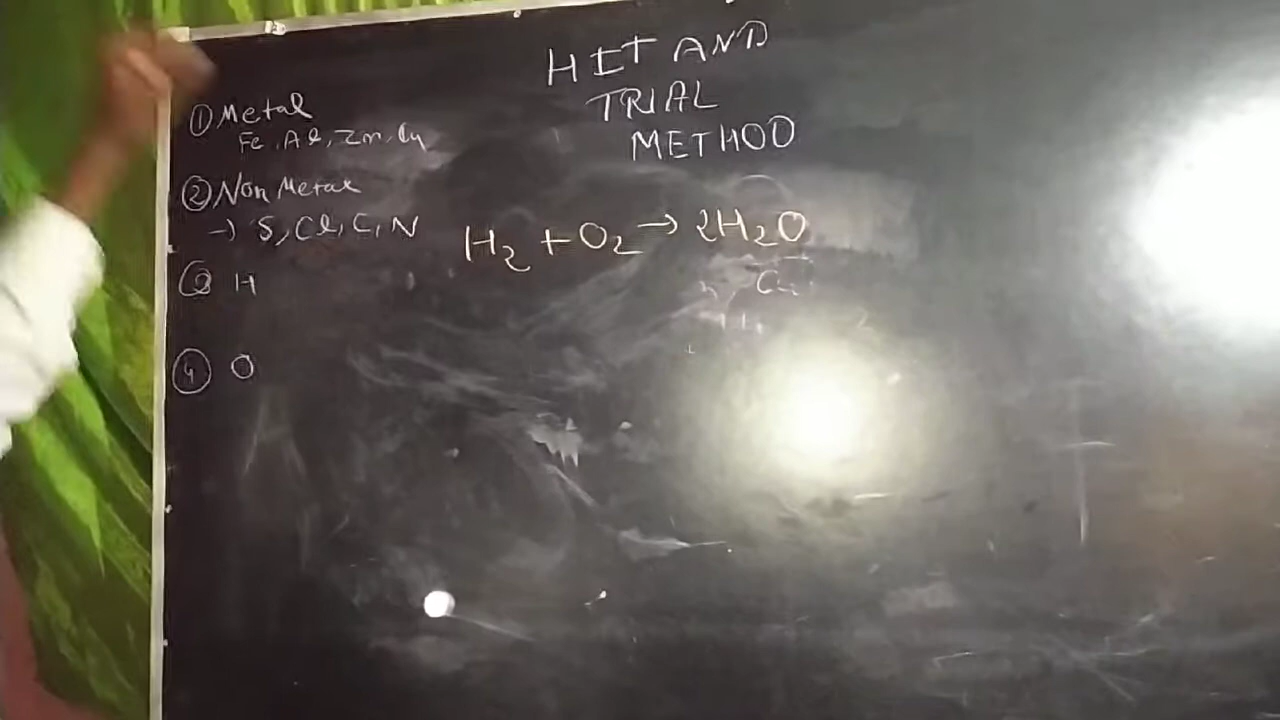 HIT AND
TRIAL
METHOD
① Metal
Fe, Al, Zn, Cu
② Non Metal
→ S, Cl, C, N
③ H
④ O
H₂ + O₂ → 2H₂O